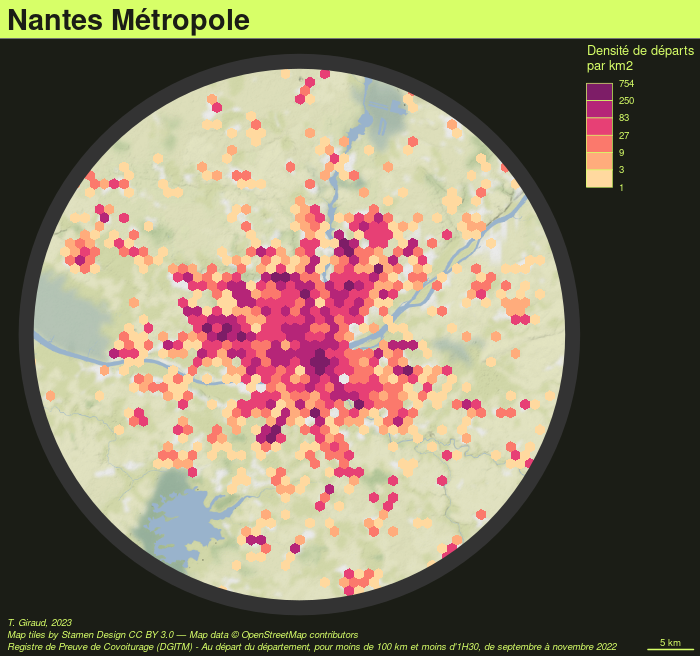 Nantes Métropole
Densité de départs
par km2
754
250
83
27
9
3
1
T. Giraud, 2023
Map tiles by Stamen Design CC BY 3.0 — Map data © OpenStreetMap contributors
Registre de Preuve de Covoiturage (DGITM) - Au départ du département, pour moins de 100 km et moins d'1H30, de septembre à novembre 2022
5 km